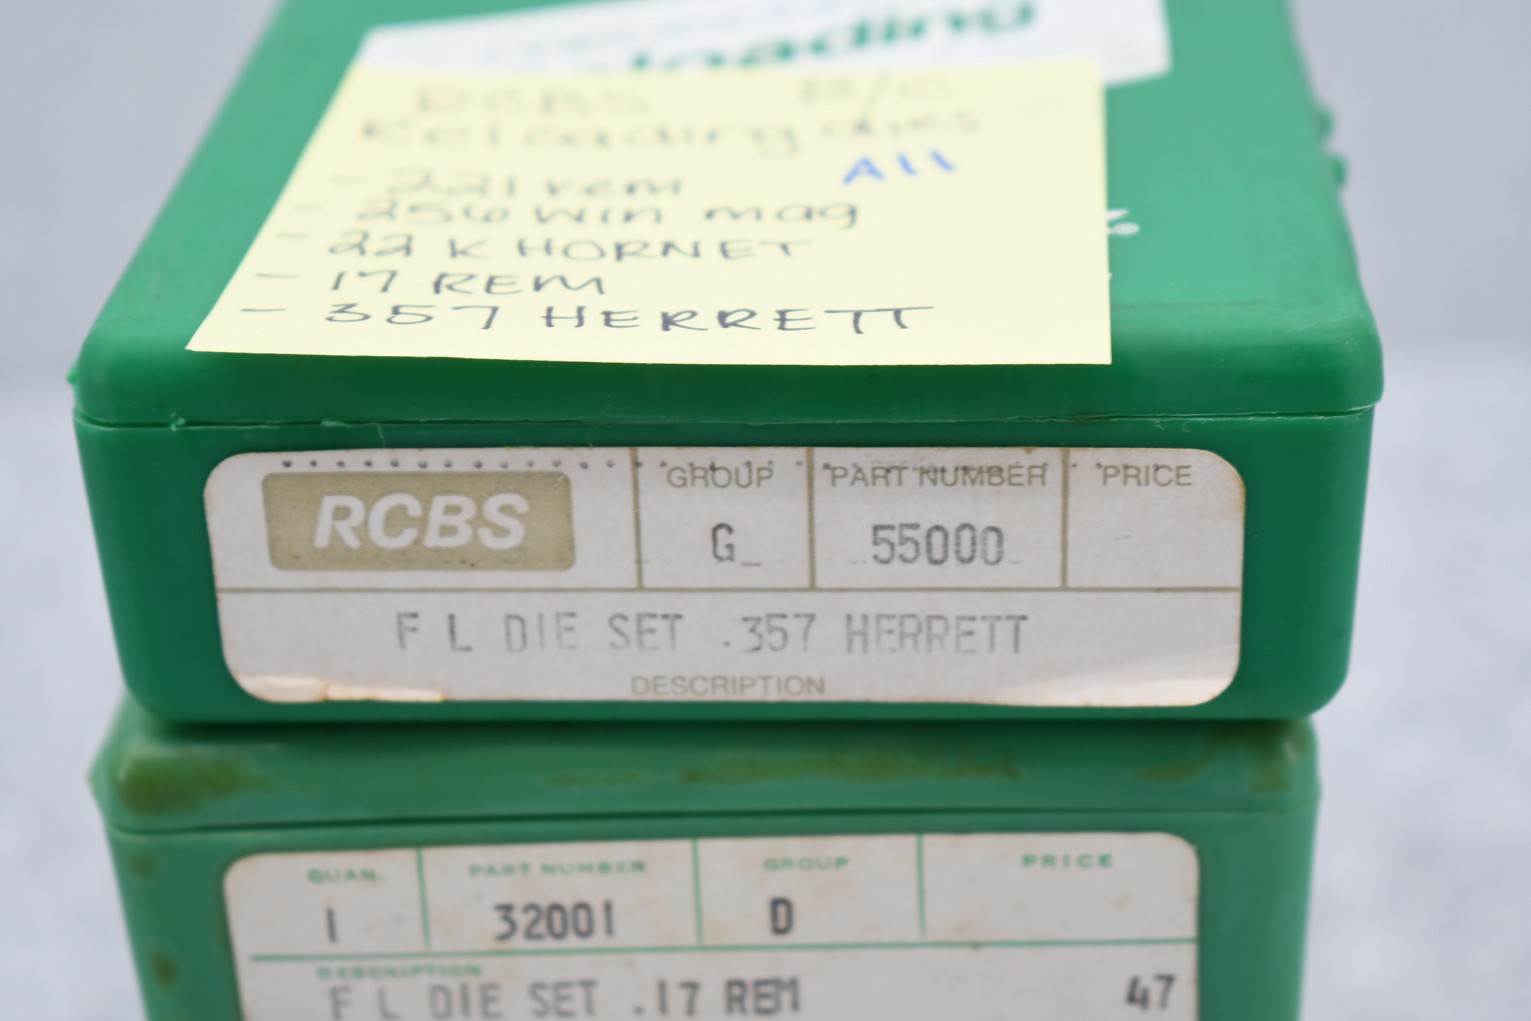 loading
RCBS B/C
Reloading dies
All
- 221 rem
- 256 win mag
- 22 K HORNET
- 17 REM
- 357 HERRETT
RCBS GROUP PART NUMBER PRICE
G 55000
F L DIE SET .357 HERRETT
DESCRIPTION
QUAN. PART NUMBER GROUP PRICE
1 32001 D
DESCRIPTION
F L DIE SET .17 REM 47